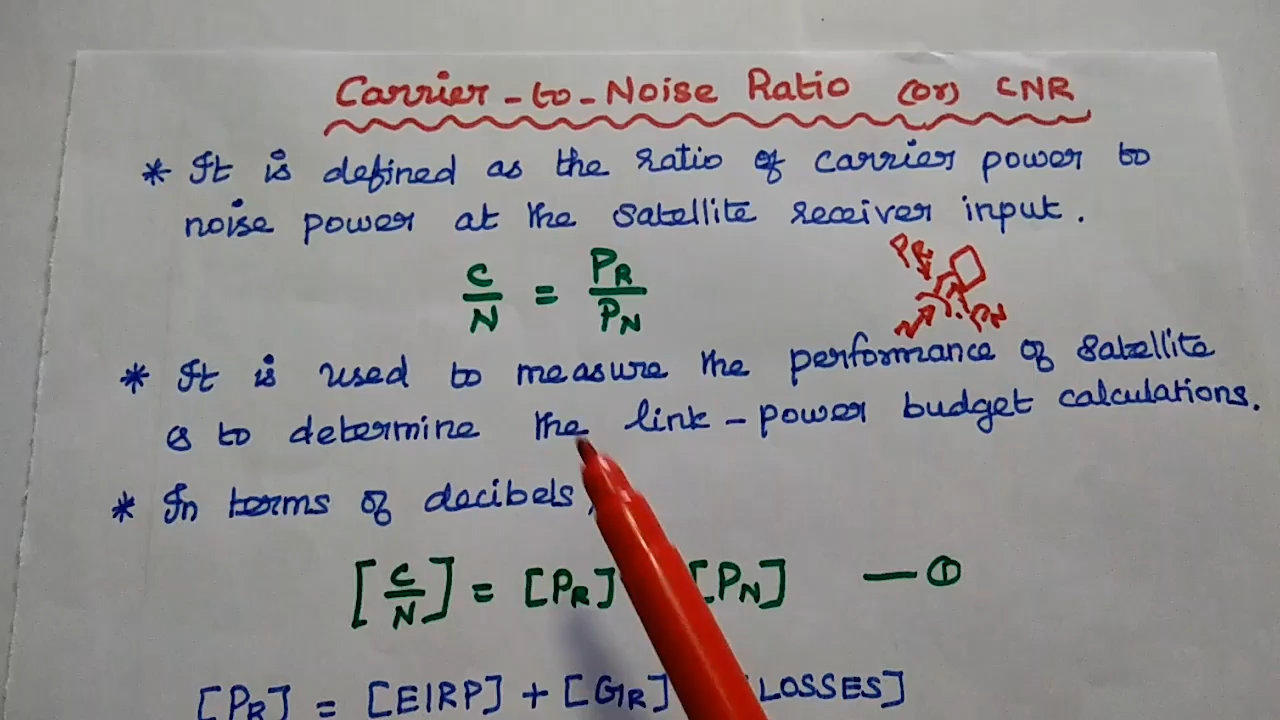 Carrier-to-Noise Ratio (or) CNR
* It is defined as the ratio of carrier power to
noise power at the satellite receiver input.
C/N = PR/PN
PR
PN
N
* It is used to measure the performance of satellite
& to determine the link-power budget calculations.
* In terms of decibels,
[C/N] = [PR] [PN] — ①
[PR] = [EIRP] + [GR] LOSSES]